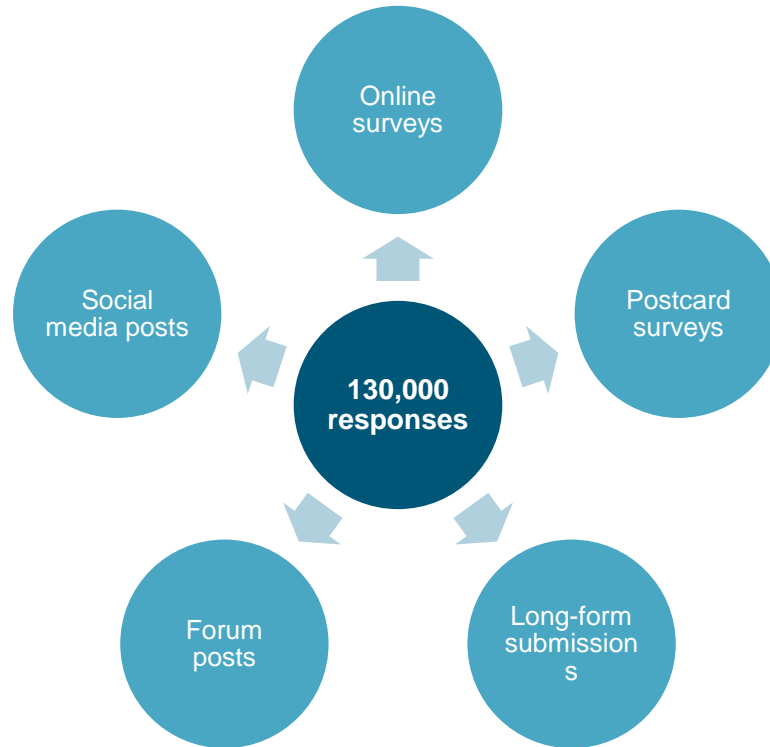 Online
surveys
Social
media posts
Postcard
surveys
130,000
responses
Forum
posts
Long-form
submission
s